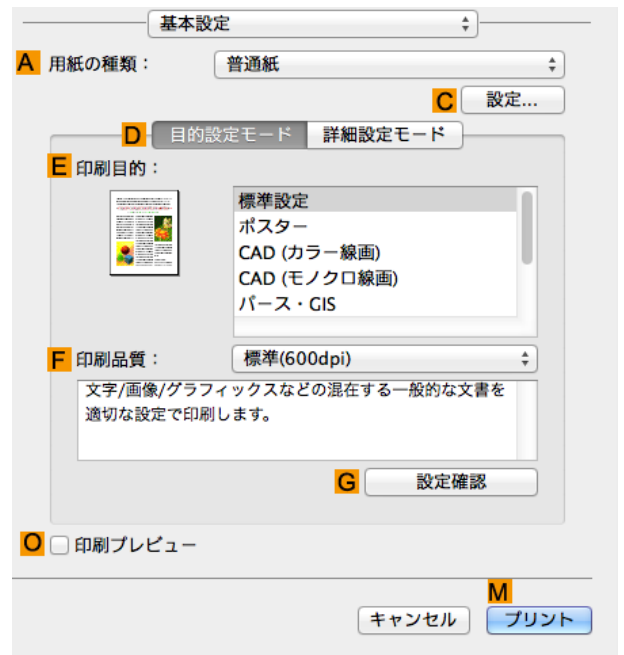 基本設定
A 用紙の種類： 普通紙
C 設定...
D 目的設定モード 詳細設定モード
E 印刷目的：
標準設定
ポスター
CAD (カラー線画)
CAD (モノクロ線画)
パース・GIS
F 印刷品質： 標準(600dpi)
文字/画像/グラフィックスなどの混在する一般的な文書を
適切な設定で印刷します。
G 設定確認
O 印刷プレビュー
M
キャンセル プリント